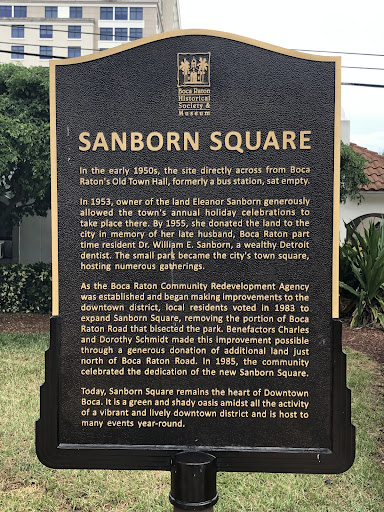 Boca Raton
Historical
Society &
Museum
SANBORN SQUARE
In the early 1950s, the site directly across from Boca
Raton's Old Town Hall, formerly a bus station, sat empty.
In 1953, owner of the land Eleanor Sanborn generously
allowed the town's annual holiday celebrations to
take place there. By 1955, she donated the land to the
city in memory of her late husband, Boca Raton part
time resident Dr. William E. Sanborn, a wealthy Detroit
dentist. The small park became the city's town square,
hosting numerous gatherings.
As the Boca Raton Community Redevelopment Agency
was established and began making improvements to the
downtown district, local residents voted in 1983 to
expand Sanborn Square, removing the portion of Boca
Raton Road that bisected the park. Benefactors Charles
and Dorothy Schmidt made this improvement possible
through a generous donation of additional land just
north of Boca Raton Road. In 1985, the community
celebrated the dedication of the new Sanborn Square.
Today, Sanborn Square remains the heart of Downtown
Boca. It is a green and shady oasis amidst all the activity
of a vibrant and lively downtown district and is host to
many events year-round.